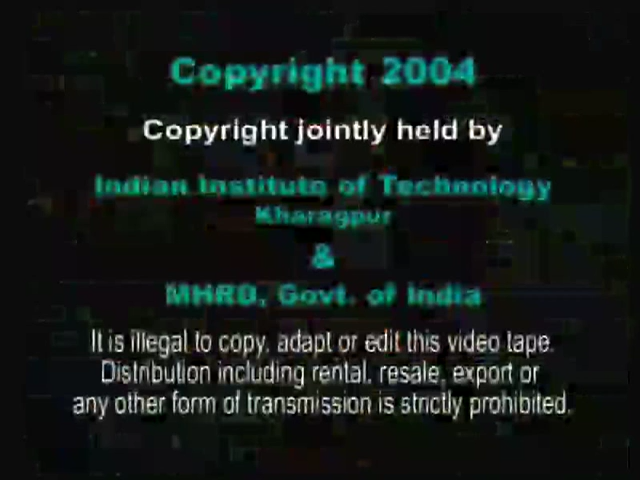 Copyright 2004
Copyright jointly held by
Indian Institute of Technology
Kharagpur
&
MHRD, Govt. of India
It is illegal to copy, adapt or edit this video tape.
Distribution including rental, resale, export or
any other form of transmission is strictly prohibited.